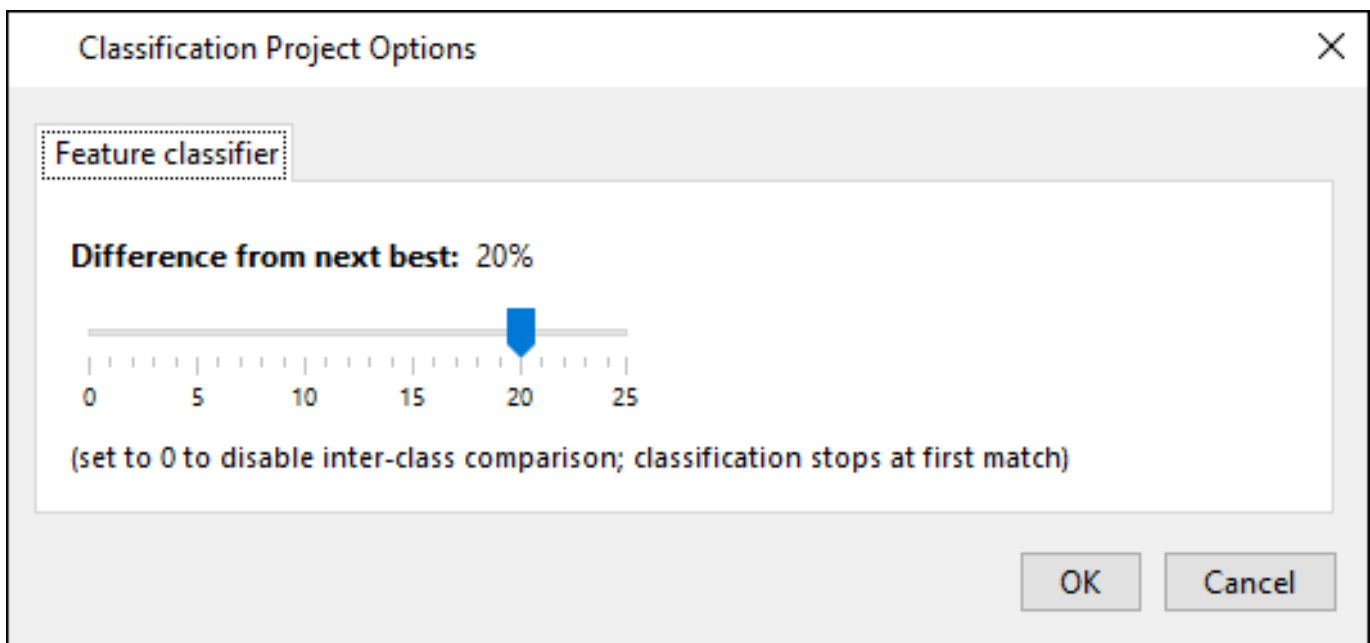 Classification Project Options
Feature classifier
Difference from next best: 20%
0 5 10 15 20 25
(set to 0 to disable inter-class comparison; classification stops at first match)
OK Cancel